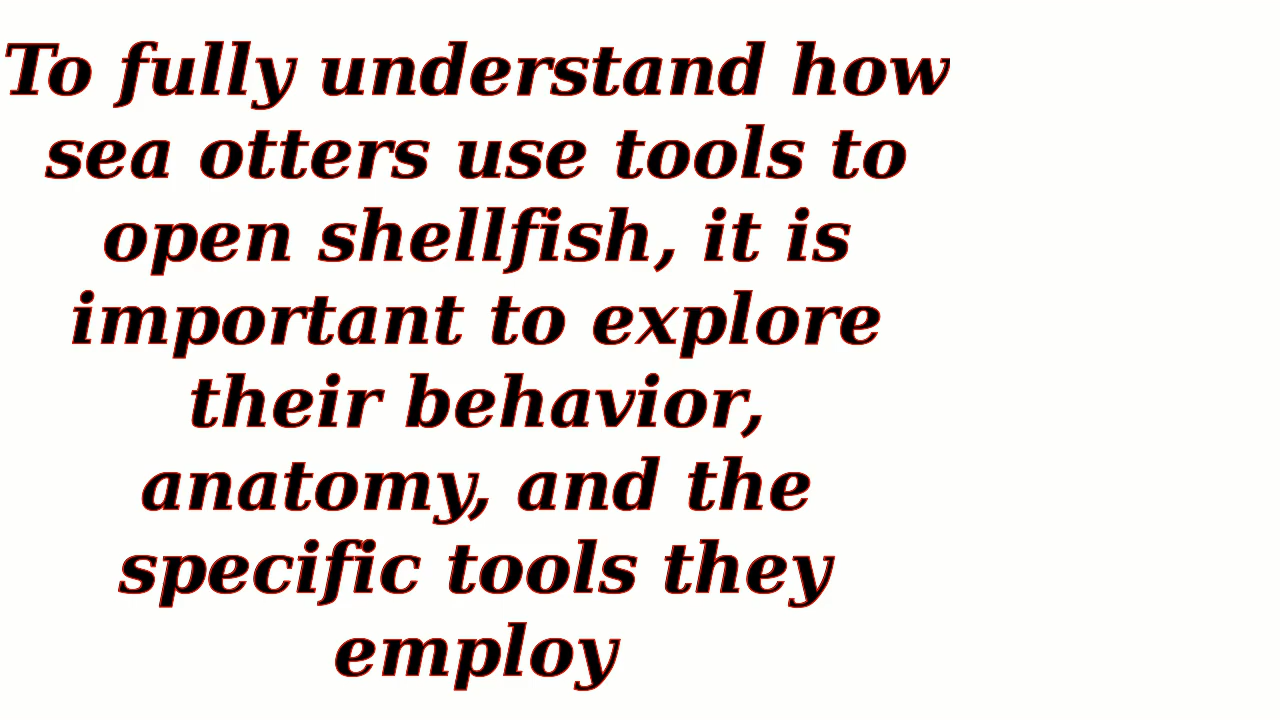 To fully understand how
sea otters use tools to
open shellfish, it is
important to explore
their behavior,
anatomy, and the
specific tools they
employ